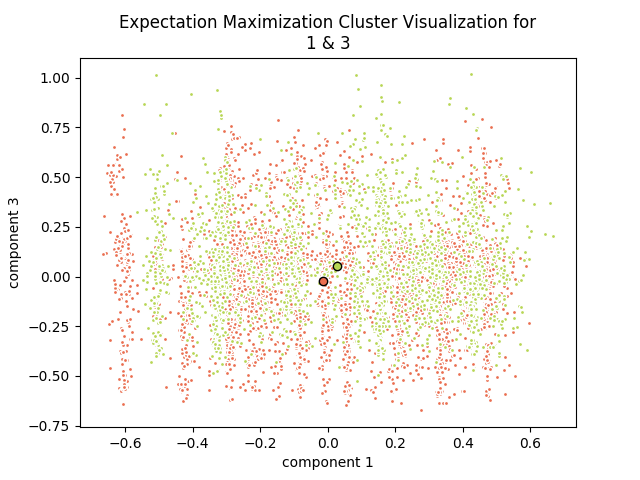 Expectation Maximization Cluster Visualization for
1 & 3
1.00
0.75
0.50
0.25
0.00
−0.25
−0.50
−0.75
component 3
−0.6 −0.4 −0.2 0.0 0.2 0.4 0.6
component 1